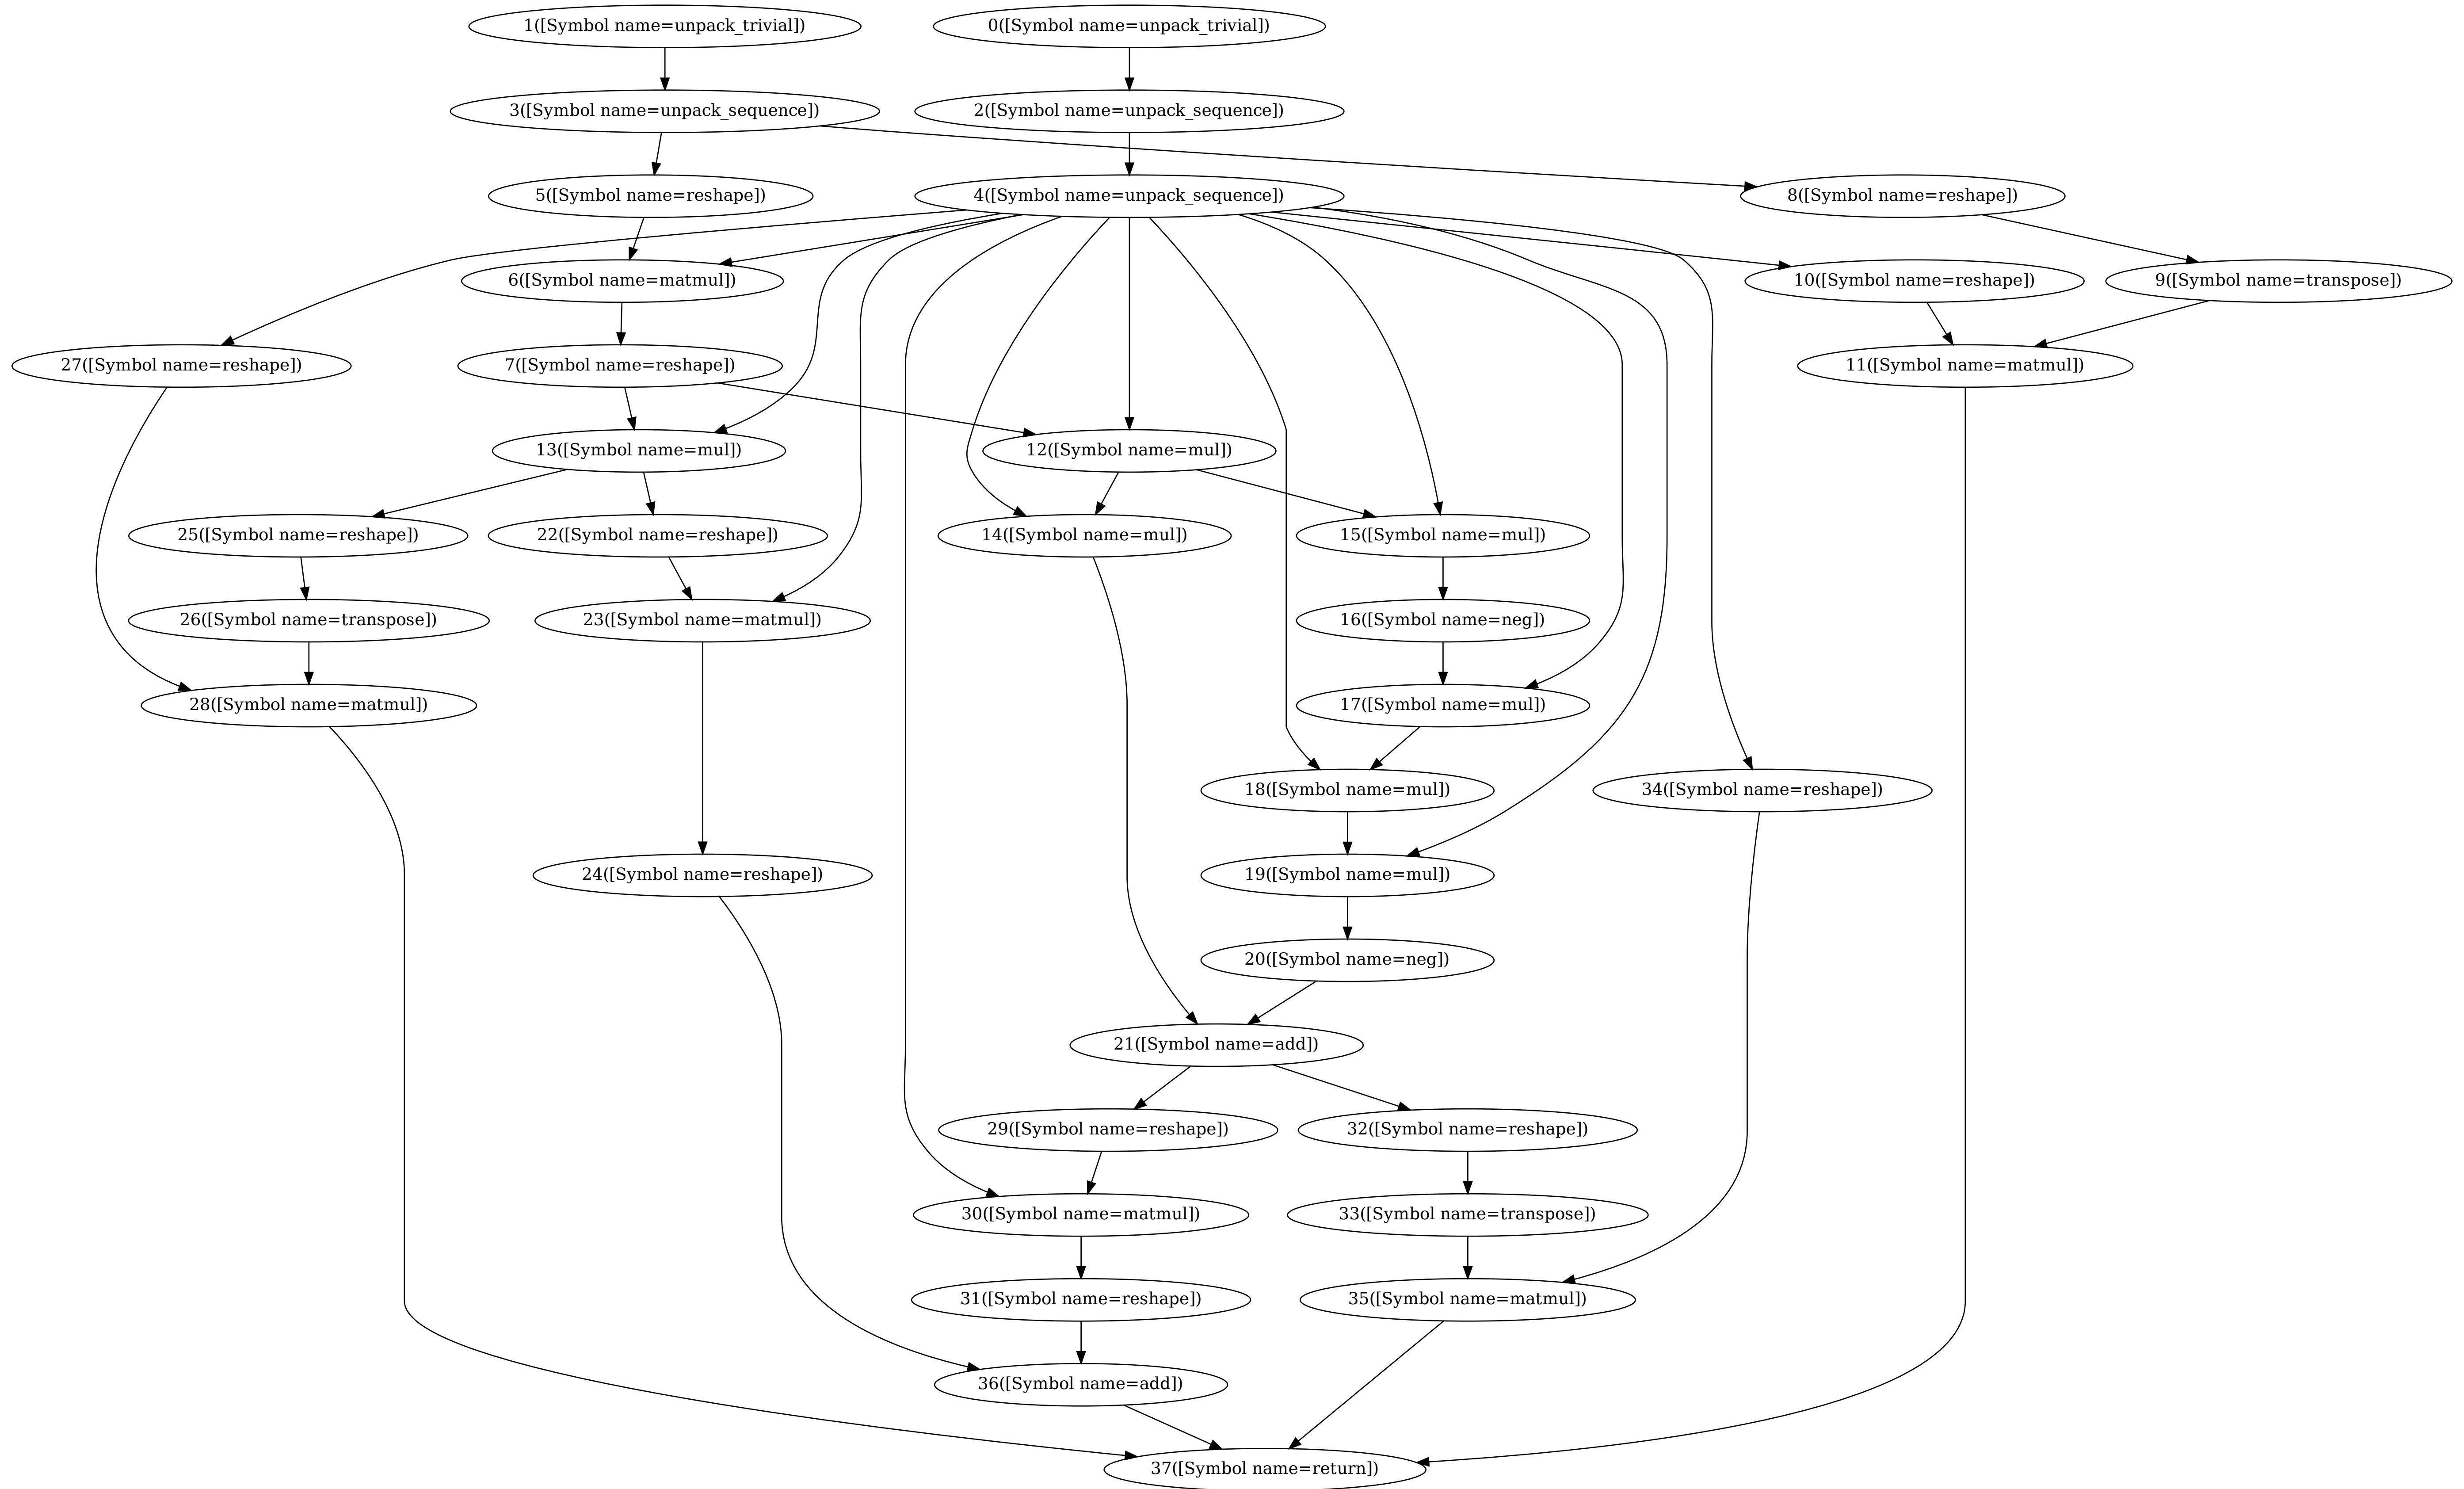 1([Symbol name=unpack_trivial])
0([Symbol name=unpack_trivial])
3([Symbol name=unpack_sequence])
2([Symbol name=unpack_sequence])
5([Symbol name=reshape])
4([Symbol name=unpack_sequence])
8([Symbol name=reshape])
6([Symbol name=matmul])
10([Symbol name=reshape])
9([Symbol name=transpose])
27([Symbol name=reshape])
7([Symbol name=reshape])
11([Symbol name=matmul])
13([Symbol name=mul])
12([Symbol name=mul])
25([Symbol name=reshape])
22([Symbol name=reshape])
14([Symbol name=mul])
15([Symbol name=mul])
26([Symbol name=transpose])
23([Symbol name=matmul])
16([Symbol name=neg])
28([Symbol name=matmul])
17([Symbol name=mul])
18([Symbol name=mul])
34([Symbol name=reshape])
24([Symbol name=reshape])
19([Symbol name=mul])
20([Symbol name=neg])
21([Symbol name=add])
29([Symbol name=reshape])
32([Symbol name=reshape])
30([Symbol name=matmul])
33([Symbol name=transpose])
31([Symbol name=reshape])
35([Symbol name=matmul])
36([Symbol name=add])
37([Symbol name=return])